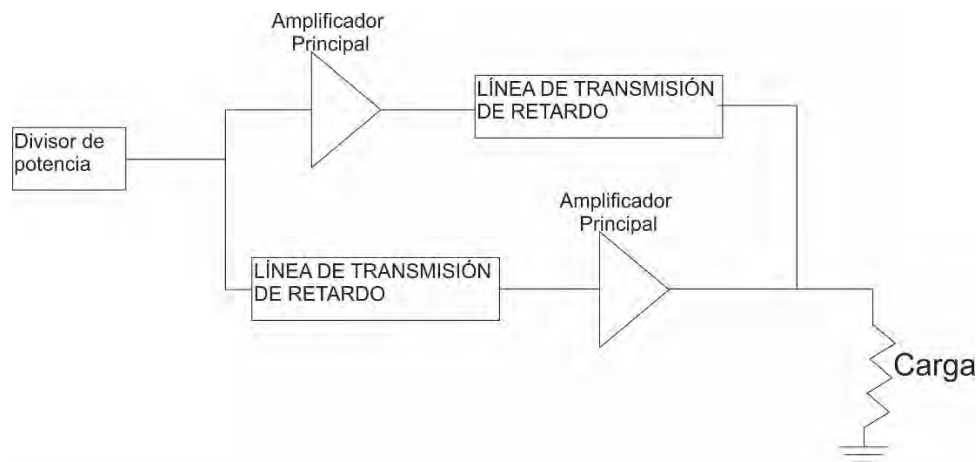 Amplificador
Principal
LÍNEA DE TRANSMISIÓN
DE RETARDO
Divisor de
potencia
Amplificador
Principal
LÍNEA DE TRANSMISIÓN
DE RETARDO
Carga